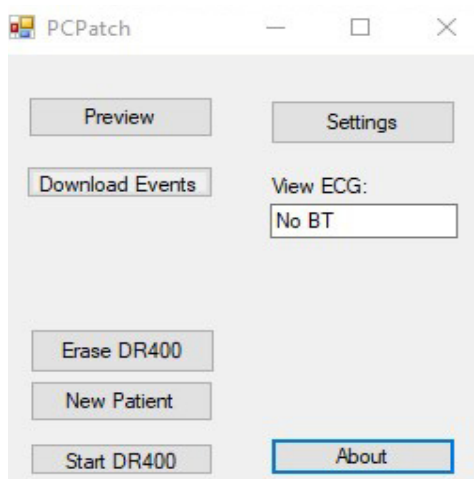 PCPatch
Preview
Settings
Download Events
View ECG:
No BT
Erase DR400
New Patient
Start DR400
About